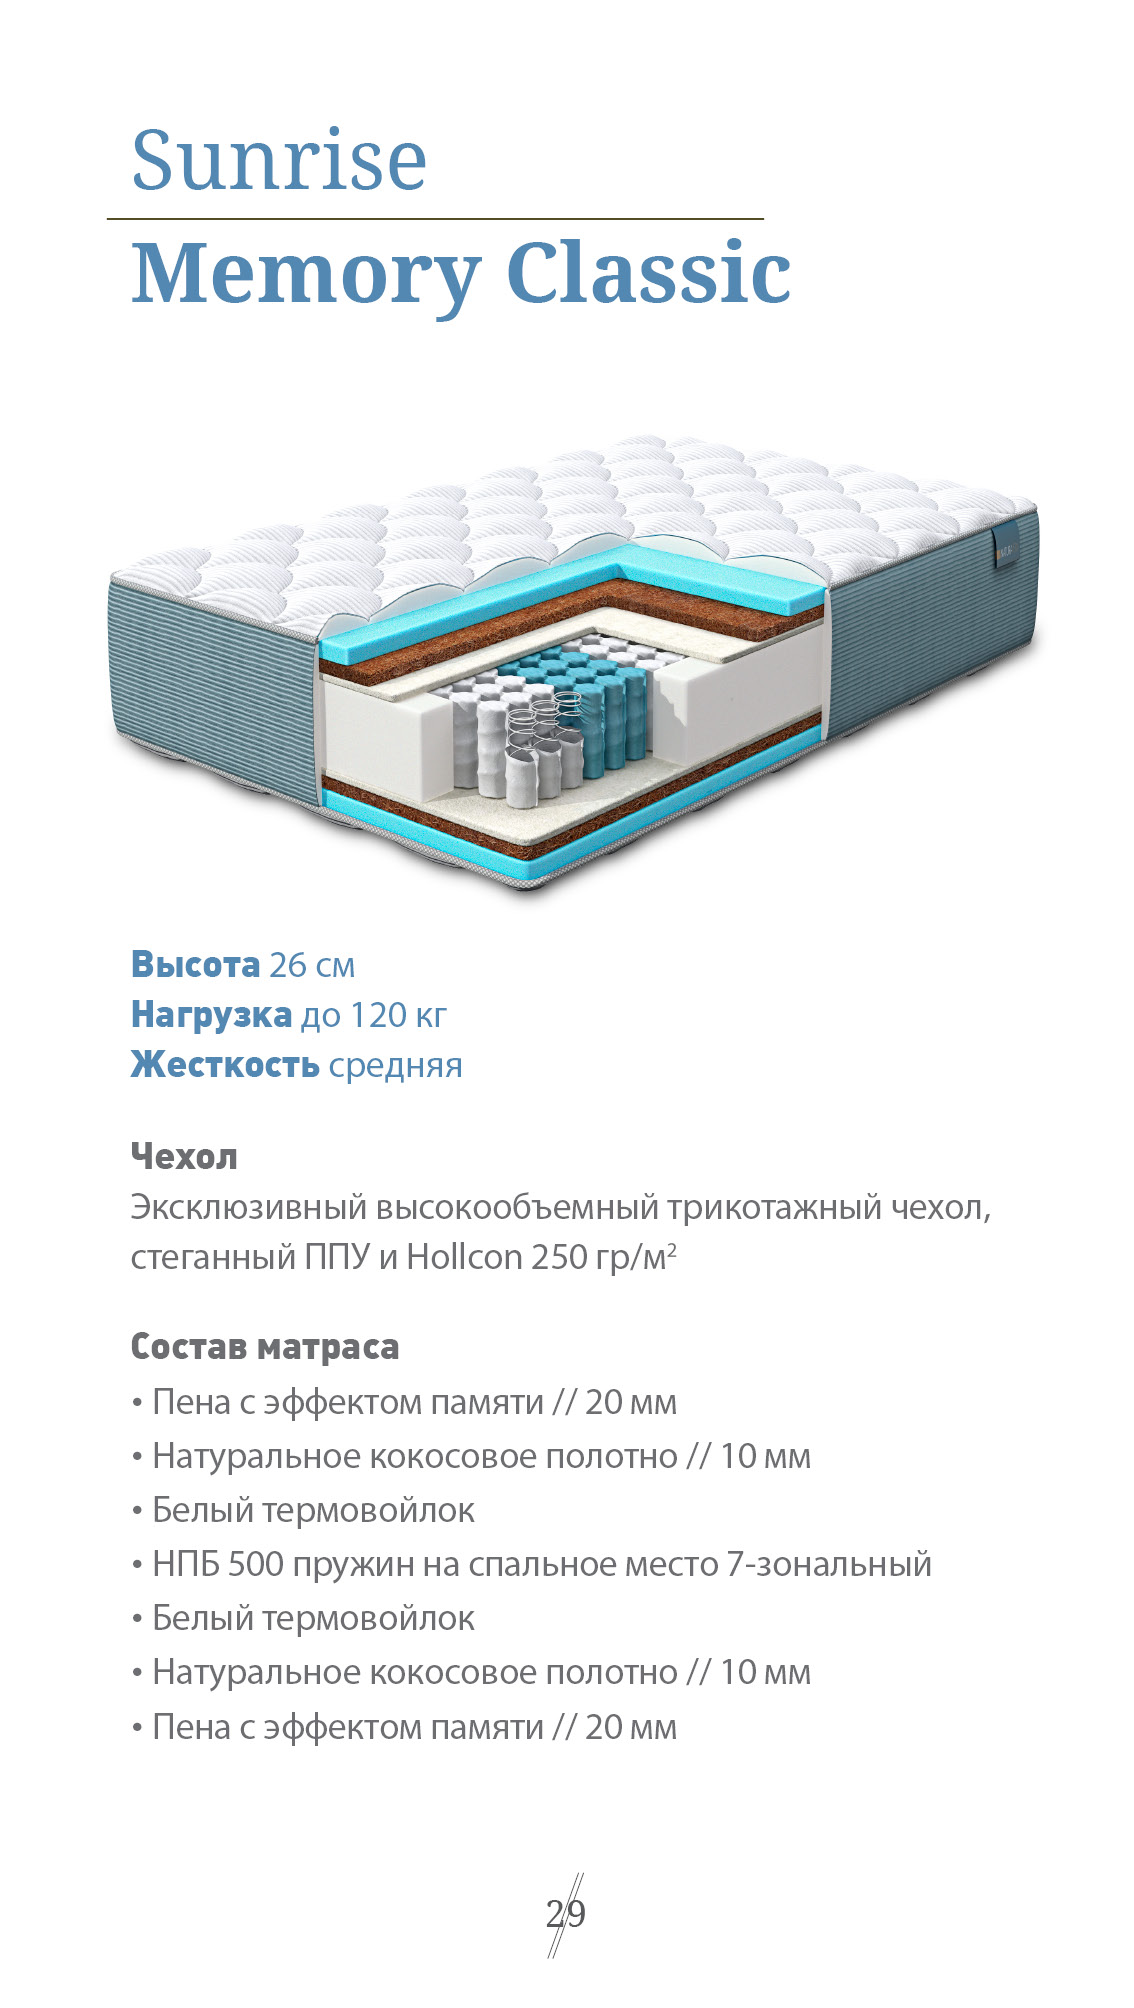 Sunrise
Memory Classic
Высота 26 см
Нагрузка до 120 кг
Жесткость средняя
Чехол
Эксклюзивный высокообъемный трикотажный чехол,
стеганный ППУ и Hollcon 250 гр/м²
Состав матраса
• Пена с эффектом памяти // 20 мм
• Натуральное кокосовое полотно // 10 мм
• Белый термовойлок
• НПБ 500 пружин на спальное место 7-зональный
• Белый термовойлок
• Натуральное кокосовое полотно // 10 мм
• Пена с эффектом памяти // 20 мм
29